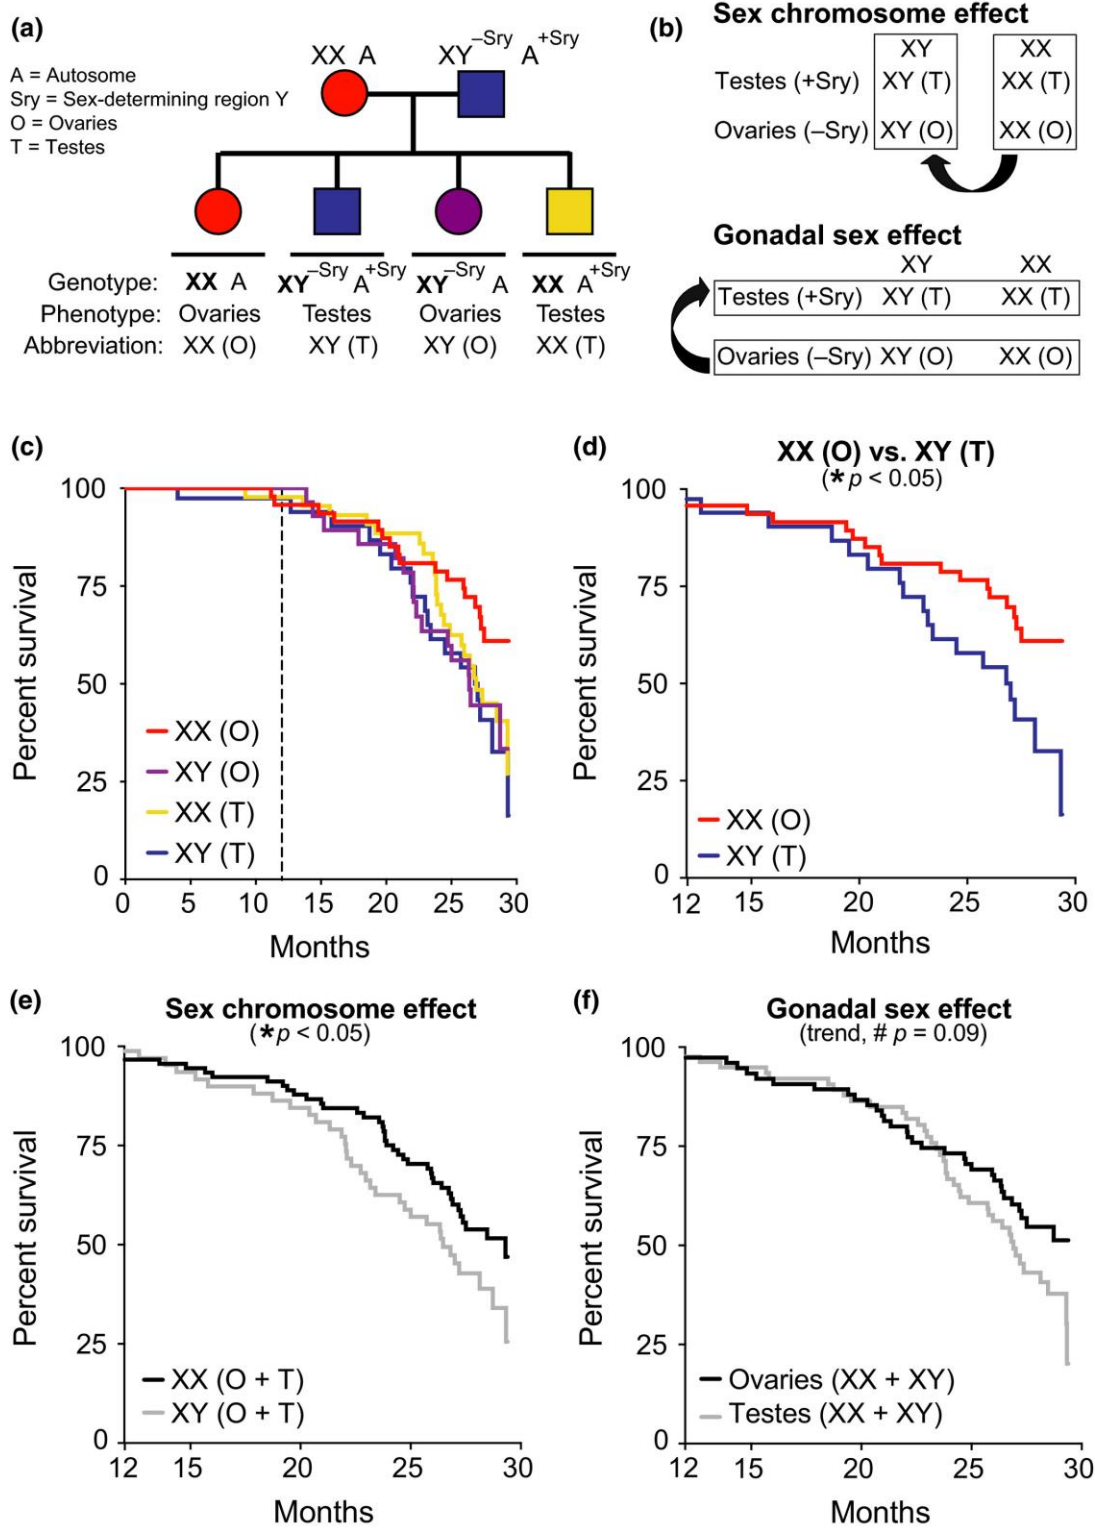 (a)
A = Autosome
Sry = Sex-determining region Y
O = Ovaries
T = Testes
XX A XY–Sry A+Sry
Genotype: XX A XY–Sry A+Sry XY–Sry A XX A+Sry
Phenotype: Ovaries Testes Ovaries Testes
Abbreviation: XX (O) XY (T) XY (O) XX (T)
(b)
Sex chromosome effect
XY XX
Testes (+Sry) XY (T) XX (T)
Ovaries (–Sry) XY (O) XX (O)
Gonadal sex effect
XY XX
Testes (+Sry) XY (T) XX (T)
Ovaries (–Sry) XY (O) XX (O)
(c)
Percent survival
100
75
50
25
0
XX (O)
XY (O)
XX (T)
XY (T)
0 5 10 15 20 25 30
Months
(d)
XX (O) vs. XY (T)
(* p < 0.05)
Percent survival
100
75
50
25
0
XX (O)
XY (T)
12 15 20 25 30
Months
(e)
Sex chromosome effect
(* p < 0.05)
Percent survival
100
75
50
25
0
XX (O + T)
XY (O + T)
12 15 20 25 30
Months
(f)
Gonadal sex effect
(trend, # p = 0.09)
Percent survival
100
75
50
25
0
Ovaries (XX + XY)
Testes (XX + XY)
12 15 20 25 30
Months